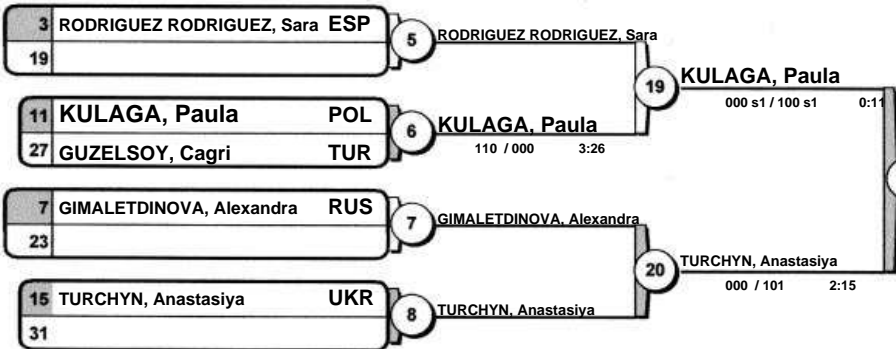 3 RODRIGUEZ RODRIGUEZ, Sara ESP
19
5
RODRIGUEZ RODRIGUEZ, Sara
11 KULAGA, Paula POL
27 GUZELSOY, Cagri TUR
6
KULAGA, Paula
110 / 000 3:26
19
KULAGA, Paula
000 s1 / 100 s1 0:11
7 GIMALETDINOVA, Alexandra RUS
23
7
GIMALETDINOVA, Alexandra
15 TURCHYN, Anastasiya UKR
31
8
TURCHYN, Anastasiya
20
TURCHYN, Anastasiya
000 / 101 2:15